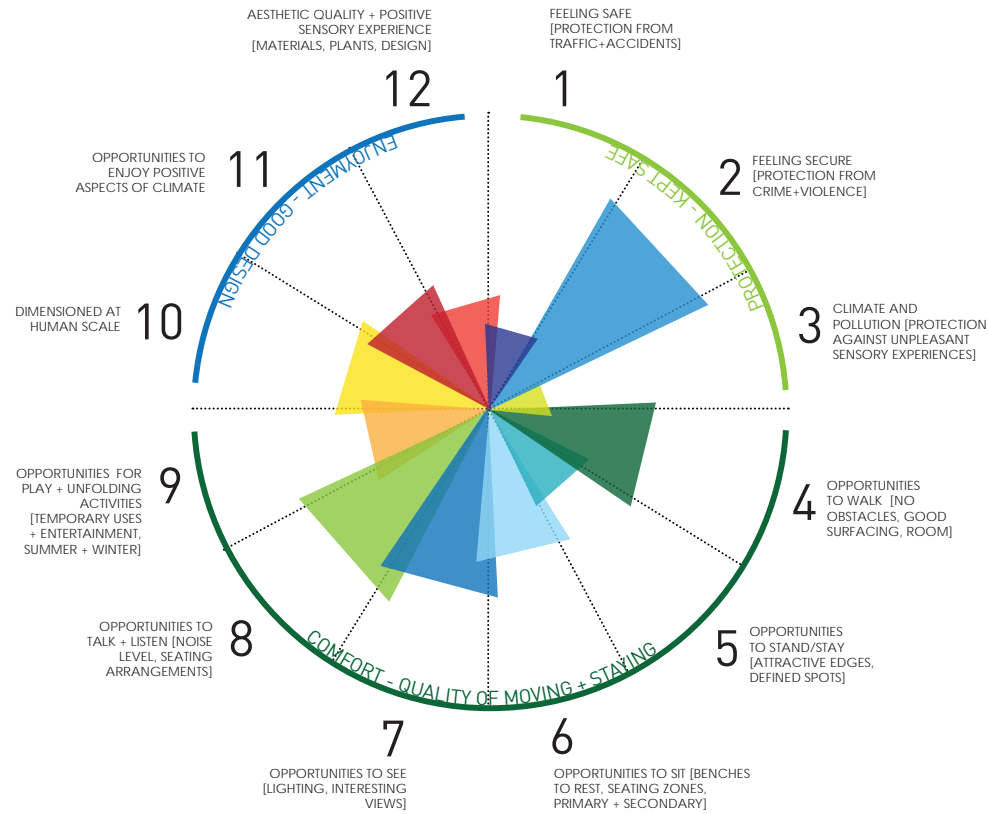 AESTHETIC QUALITY + POSITIVE
SENSORY EXPERIENCE
[MATERIALS, PLANTS, DESIGN]
12
FEELING SAFE
[PROTECTION FROM
TRAFFIC+ACCIDENTS]
1
2
FEELING SECURE
[PROTECTION FROM
CRIME+VIOLENCE]
3
CLIMATE AND
POLLUTION [PROTECTION
AGAINST UNPLEASANT
SENSORY EXPERIENCES]
PROTECTION - KEPT SAFE
4
OPPORTUNITIES
TO WALK [NO
OBSTACLES, GOOD
SURFACING, ROOM]
5
OPPORTUNITIES
TO STAND/STAY
[ATTRACTIVE EDGES,
DEFINED SPOTS]
6
OPPORTUNITIES TO SIT [BENCHES
TO REST, SEATING ZONES,
PRIMARY + SECONDARY]
7
OPPORTUNITIES TO SEE
[LIGHTING, INTERESTING
VIEWS]
8
OPPORTUNITIES TO
TALK + LISTEN [NOISE
LEVEL, SEATING
ARRANGEMENTS]
9
OPPORTUNITIES FOR
PLAY + UNFOLDING
ACTIVITIES
[TEMPORARY USES
+ ENTERTAINMENT,
SUMMER + WINTER]
COMFORT - QUALITY OF MOVING + STAYING
10
DIMENSIONED AT
HUMAN SCALE
11
OPPORTUNITIES TO
ENJOY POSITIVE
ASPECTS OF CLIMATE
ENJOYMENT - GOOD DESIGN